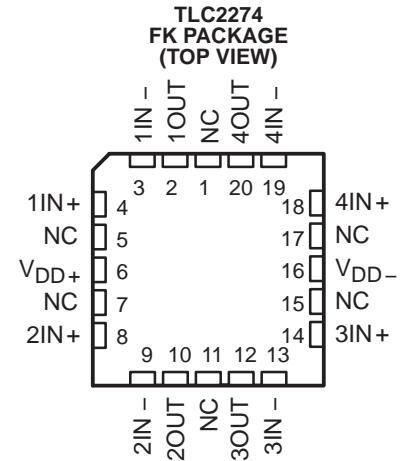 TLC2274
FK PACKAGE
(TOP VIEW)
1IN −
1OUT
NC
4OUT
4IN −
3 2 1 20 19
1IN + 4 18 4IN +
NC 5 17 NC
VDD + 6 16 VDD −
NC 7 15 NC
2IN + 8 14 3IN +
9 10 11 12 13
2IN −
2OUT
NC
3OUT
3IN −